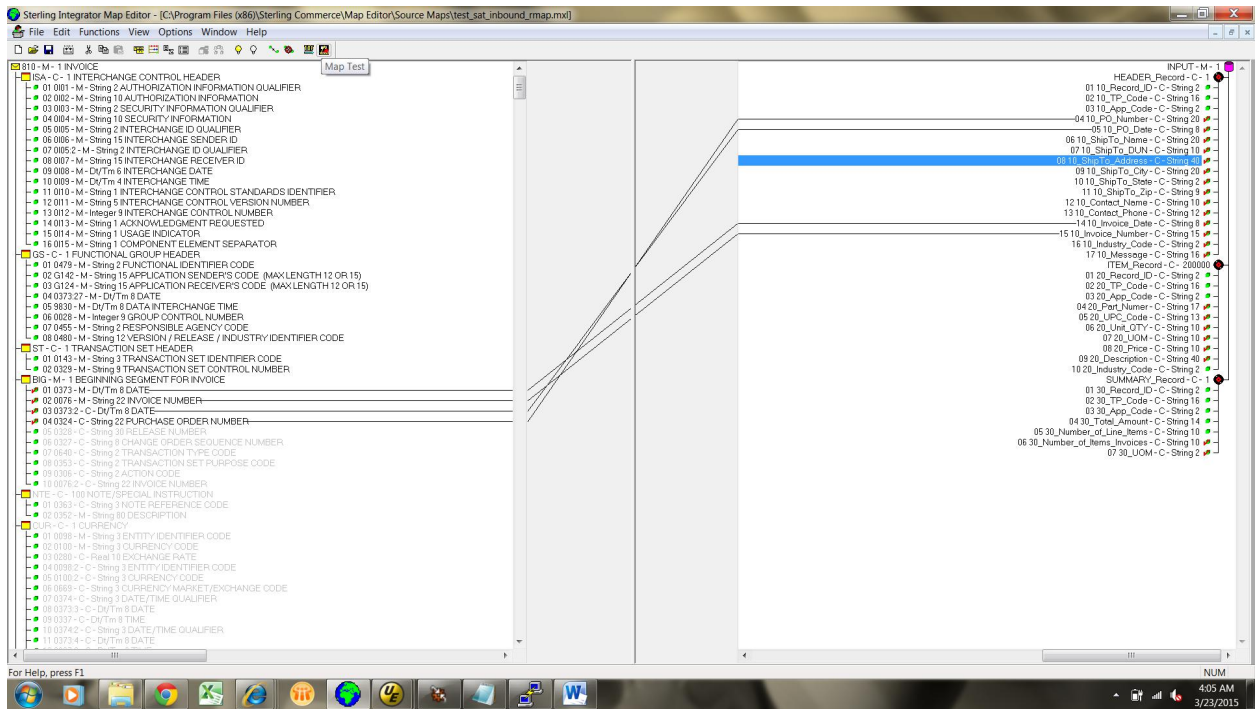 Sterling Integrator Map Editor - [C:\Program Files (x86)\Sterling Commerce\Map Editor\Source Maps\test_sat_inbound_rmap.mxl]
File Edit Functions View Options Window Help
Map Test
810 - M - 1 INVOICE
ISA - C - 1 INTERCHANGE CONTROL HEADER
01 0I01 - M - String 2 AUTHORIZATION INFORMATION QUALIFIER
02 0I02 - M - String 10 AUTHORIZATION INFORMATION
03 0I03 - M - String 2 SECURITY INFORMATION QUALIFIER
04 0I04 - M - String 10 SECURITY INFORMATION
05 0I05 - M - String 2 INTERCHANGE ID QUALIFIER
06 0I06 - M - String 15 INTERCHANGE SENDER ID
07 0I05:2 - M - String 2 INTERCHANGE ID QUALIFIER
08 0I07 - M - String 15 INTERCHANGE RECEIVER ID
09 0I08 - M - Dt/Tm 6 INTERCHANGE DATE
10 0I09 - M - Dt/Tm 4 INTERCHANGE TIME
11 0I10 - M - String 1 INTERCHANGE CONTROL STANDARDS IDENTIFIER
12 0I11 - M - String 5 INTERCHANGE CONTROL VERSION NUMBER
13 0I12 - M - Integer 9 INTERCHANGE CONTROL NUMBER
14 0I13 - M - String 1 ACKNOWLEDGMENT REQUESTED
15 0I14 - M - String 1 USAGE INDICATOR
16 0I15 - M - String 1 COMPONENT ELEMENT SEPARATOR
GS - C - 1 FUNCTIONAL GROUP HEADER
01 0479 - M - String 2 FUNCTIONAL IDENTIFIER CODE
02 G142 - M - String 15 APPLICATION SENDER'S CODE (MAX LENGTH 12 OR 15)
03 G124 - M - String 15 APPLICATION RECEIVER'S CODE (MAX LENGTH 12 OR 15)
04 0373:27 - M - Dt/Tm 8 DATE
05 9830 - M - Dt/Tm 8 DATA INTERCHANGE TIME
06 0028 - M - Integer 9 GROUP CONTROL NUMBER
07 0455 - M - String 2 RESPONSIBLE AGENCY CODE
08 0480 - M - String 12 VERSION / RELEASE / INDUSTRY IDENTIFIER CODE
ST - C - 1 TRANSACTION SET HEADER
01 0143 - M - String 3 TRANSACTION SET IDENTIFIER CODE
02 0329 - M - String 9 TRANSACTION SET CONTROL NUMBER
BIG - M - 1 BEGINNING SEGMENT FOR INVOICE
01 0373 - M - Dt/Tm 8 DATE
02 0076 - M - String 22 INVOICE NUMBER
03 0373:2 - C - Dt/Tm 8 DATE
04 0324 - C - String 22 PURCHASE ORDER NUMBER
05 0328 - C - String 30 RELEASE NUMBER
06 0327 - C - String 8 CHANGE ORDER SEQUENCE NUMBER
07 0640 - C - String 2 TRANSACTION TYPE CODE
08 0353 - C - String 2 TRANSACTION SET PURPOSE CODE
09 0306 - C - String 2 ACTION CODE
10 0076:2 - C - String 22 INVOICE NUMBER
NTE - C - 100 NOTE/SPECIAL INSTRUCTION
01 0363 - C - String 3 NOTE REFERENCE CODE
02 0352 - M - String 80 DESCRIPTION
CUR - C - 1 CURRENCY
01 0098 - M - String 3 ENTITY IDENTIFIER CODE
02 0100 - M - String 3 CURRENCY CODE
03 0280 - C - Real 10 EXCHANGE RATE
04 0098:2 - C - String 3 ENTITY IDENTIFIER CODE
05 0100:2 - C - String 3 CURRENCY CODE
06 0669 - C - String 3 CURRENCY MARKET/EXCHANGE CODE
07 0374 - C - String 3 DATE/TIME QUALIFIER
08 0373:3 - C - Dt/Tm 8 DATE
09 0337 - C - Dt/Tm 8 TIME
10 0374:2 - C - String 3 DATE/TIME QUALIFIER
11 0373:4 - C - Dt/Tm 8 DATE
INPUT - M - 1
HEADER_Record - C - 1
01 10_Record_ID - C - String 2
02 10_TP_Code - C - String 16
03 10_App_Code - C - String 2
04 10_PO_Number - C - String 20
05 10_PO_Date - C - String 8
06 10_ShipTo_Name - C - String 20
07 10_ShipTo_DUN - C - String 10
08 10_ShipTo_Address - C - String 40
09 10_ShipTo_City - C - String 20
10 10_ShipTo_State - C - String 2
11 10_ShipTo_Zip - C - String 9
12 10_Contact_Name - C - String 10
13 10_Contact_Phone - C - String 12
14 10_Invoice_Date - C - String 8
15 10_Invoice_Number - C - String 15
16 10_Industry_Code - C - String 2
17 10_Message - C - String 16
ITEM_Record - C - 200000
01 20_Record_ID - C - String 2
02 20_TP_Code - C - String 16
03 20_App_Code - C - String 2
04 20_Part_Numer - C - String 17
05 20_UPC_Code - C - String 13
06 20_Unit_QTY - C - String 10
07 20_UOM - C - String 10
08 20_Price - C - String 10
09 20_Description - C - String 40
10 20_Industry_Code - C - String 2
SUMMARY_Record - C - 1
01 30_Record_ID - C - String 2
02 30_TP_Code - C - String 16
03 30_App_Code - C - String 2
04 30_Total_Amount - C - String 14
05 30_Number_of_Line_Items - C - String 10
06 30_Number_of_Items_Invoices - C - String 10
07 30_UOM - C - String 2
For Help, press F1
NUM
4:05 AM
3/23/2015